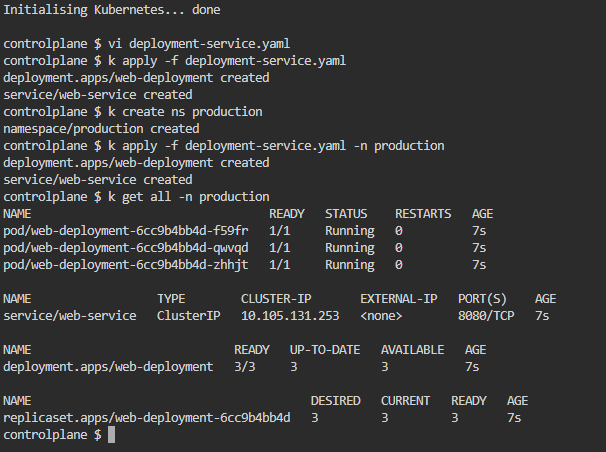 Initialising Kubernetes... done
controlplane $ vi deployment-service.yaml
controlplane $ k apply -f deployment-service.yaml
deployment.apps/web-deployment created
service/web-service created
controlplane $ k create ns production
namespace/production created
controlplane $ k apply -f deployment-service.yaml -n production
deployment.apps/web-deployment created
service/web-service created
controlplane $ k get all -n production
NAME READY STATUS RESTARTS AGE
pod/web-deployment-6cc9b4bb4d-f59fr 1/1 Running 0 7s
pod/web-deployment-6cc9b4bb4d-qwvqd 1/1 Running 0 7s
pod/web-deployment-6cc9b4bb4d-zhhjt 1/1 Running 0 7s
NAME TYPE CLUSTER-IP EXTERNAL-IP PORT(S) AGE
service/web-service ClusterIP 10.105.131.253 <none> 8080/TCP 7s
NAME READY UP-TO-DATE AVAILABLE AGE
deployment.apps/web-deployment 3/3 3 3 7s
NAME DESIRED CURRENT READY AGE
replicaset.apps/web-deployment-6cc9b4bb4d 3 3 3 7s
controlplane $